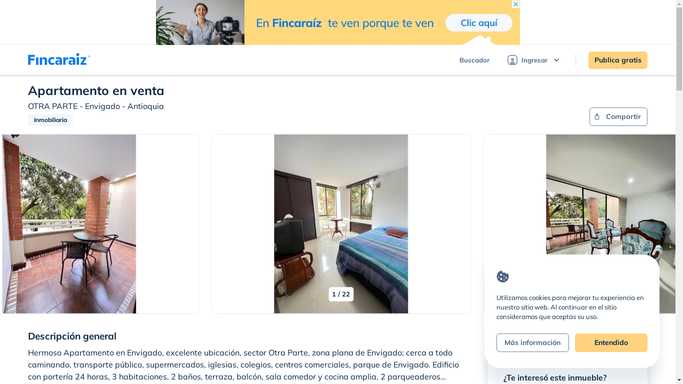 En Fincaraíz te ven porque te ven
Clic aquí
Fincaraíz
Buscador
Ingresar
Publica gratis
Apartamento en venta
OTRA PARTE - Envigado - Antioquia
Inmobiliaria
Compartir
1 / 22
Utilizamos cookies para mejorar tu experiencia en
nuestro sitio web. Al continuar en el sitio
consideramos que aceptas su uso.
Más información
Entendido
Descripción general
Hermoso Apartamento en Envigado, excelente ubicación, sector Otra Parte, zona plana de Envigado; cerca a todo
caminando, transporte público, supermercados, iglesias, colegios, centros comerciales, parque de Envigado. Edificio
con portería 24 horas, 3 habitaciones, 2 baños, terraza, balcón, sala comedor y cocina amplia, 2 parqueaderos...
¿Te interesó este inmueble?